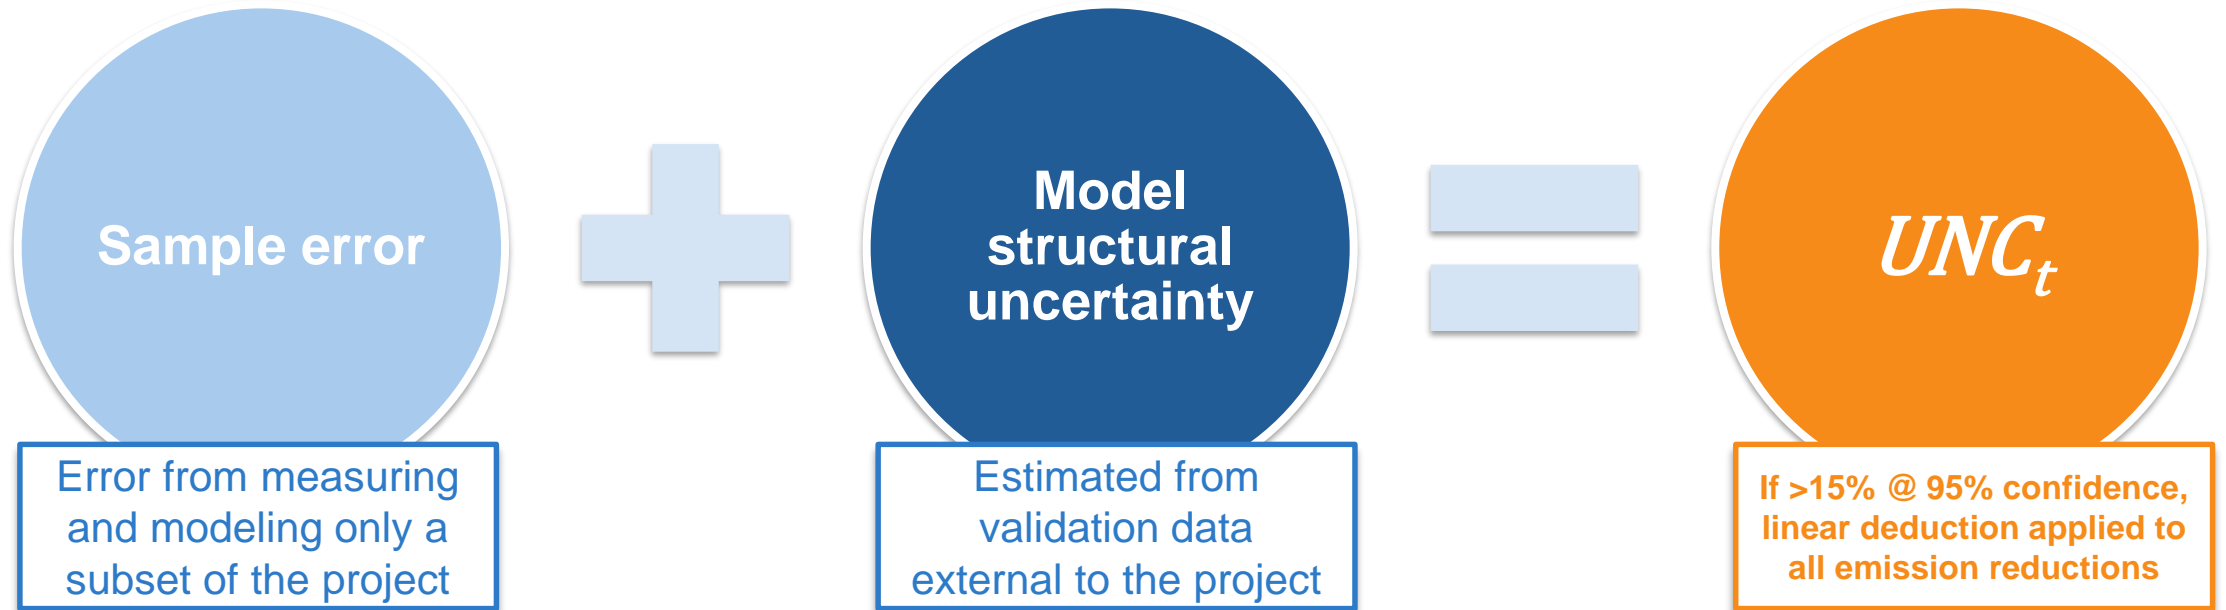 Sample error
Error from measuring
and modeling only a
subset of the project
Model
structural
uncertainty
Estimated from
validation data
external to the project
UNCₜ
If >15% @ 95% confidence,
linear deduction applied to
all emission reductions